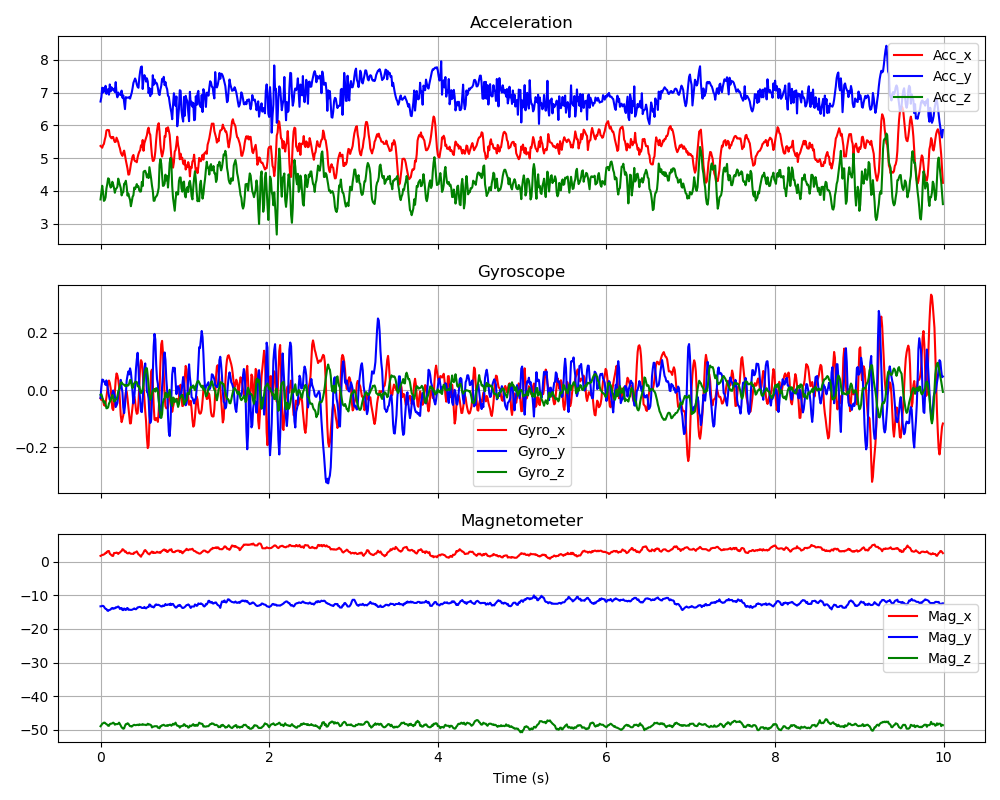 Acceleration
8
7
6
5
4
3
Acc_x
Acc_y
Acc_z
Gyroscope
0.2
0.0
−0.2
Gyro_x
Gyro_y
Gyro_z
Magnetometer
0
−10
−20
−30
−40
−50
Mag_x
Mag_y
Mag_z
0 2 4 6 8 10
Time (s)